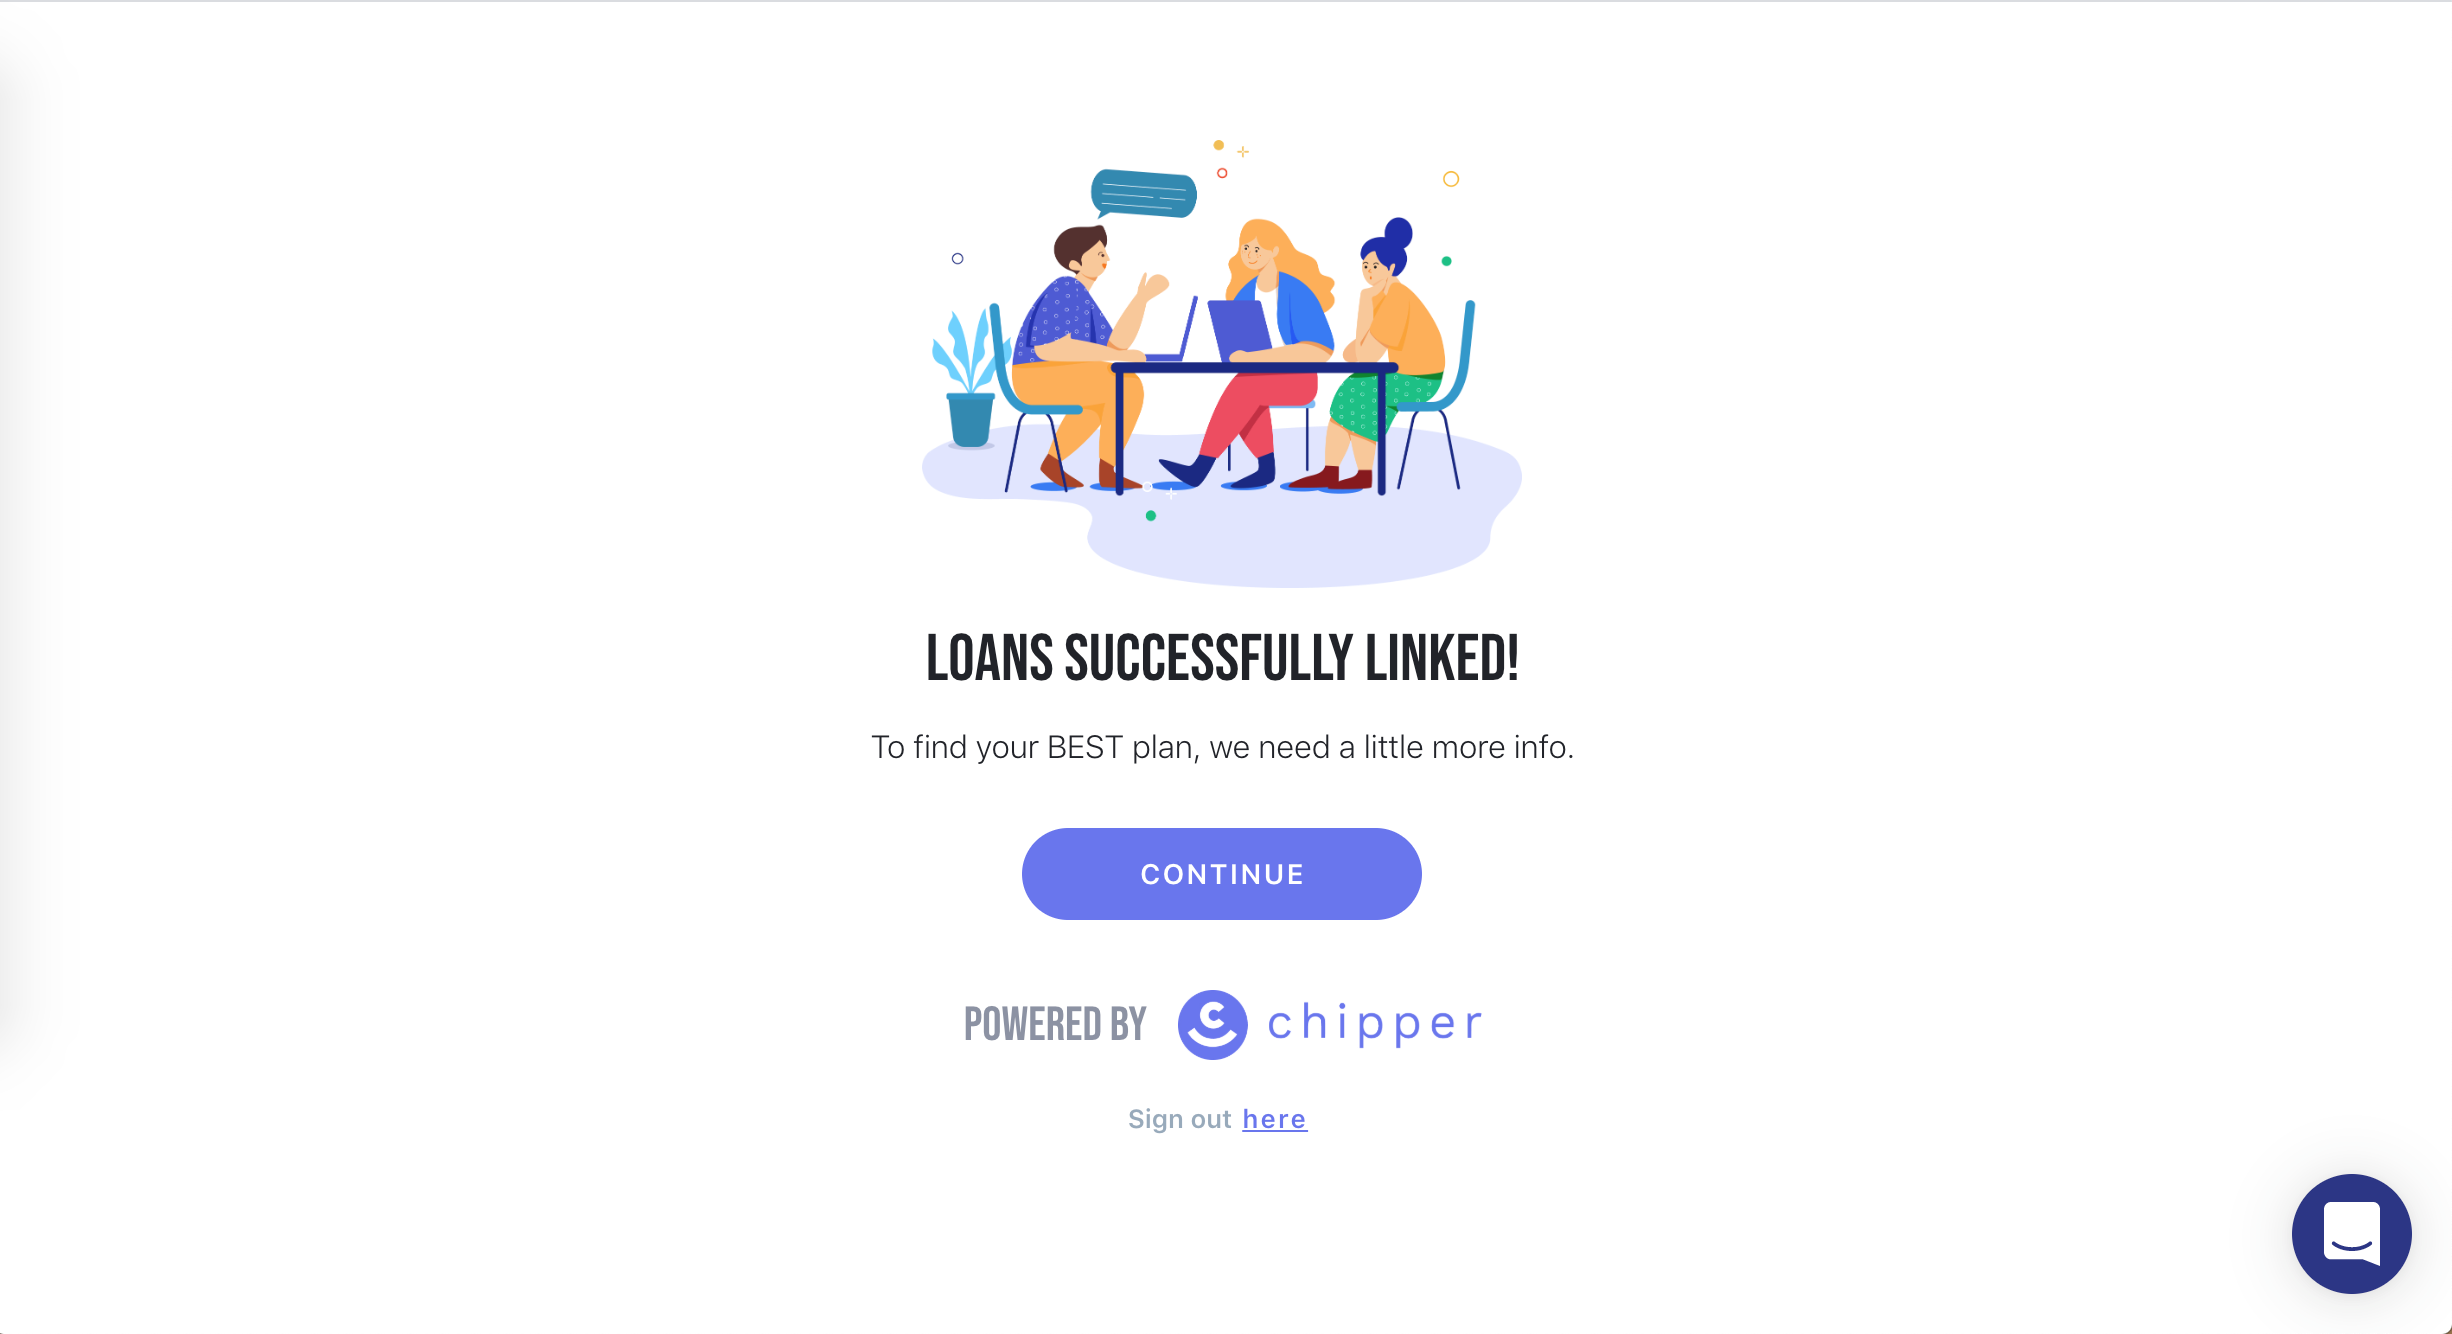 LOANS SUCCESSFULLY LINKED!
To find your BEST plan, we need a little more info.
CONTINUE
POWERED BY chipper
Sign out here